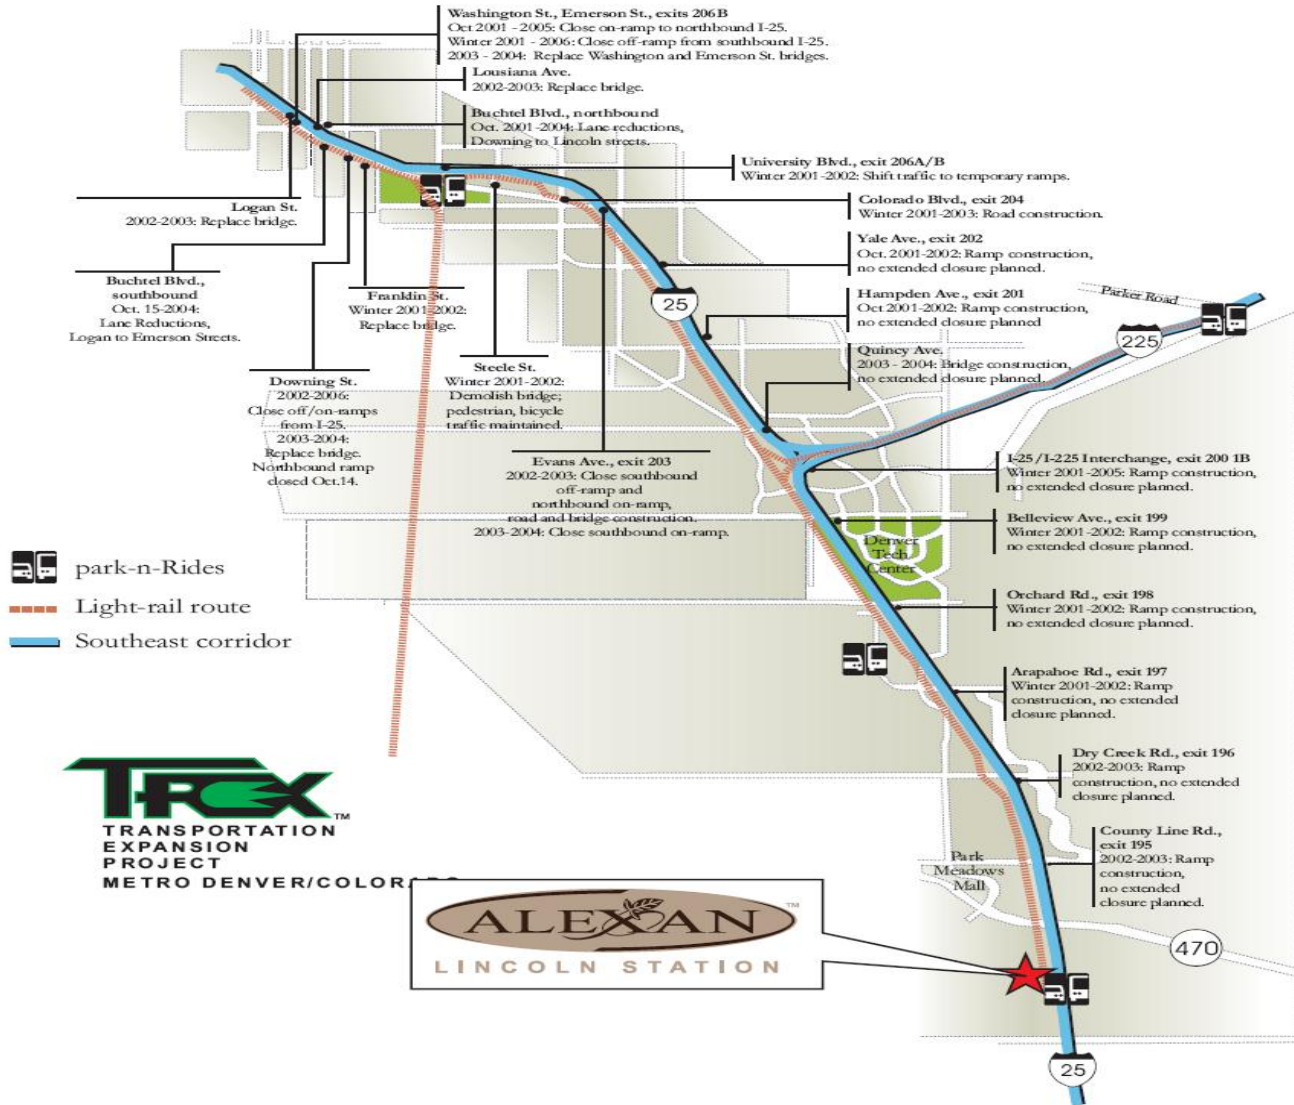 Washington St., Emerson St., exits 206B
Oct 2001 - 2005: Close on-ramp to northbound I-25.
Winter 2001 - 2006: Close off-ramp from southbound I-25.
2003 - 2004: Replace Washington and Emerson St. bridges.
Lousiana Ave.
2002-2003: Replace bridge.
Buchtel Blvd., northbound
Oct. 2001-2004: Lane reductions,
Downing to Lincoln streets.
University Blvd., exit 206A/B
Winter 2001-2002: Shift traffic to temporary ramps.
Colorado Blvd., exit 204
Winter 2001-2003: Road construction.
Yale Ave., exit 202
Oct. 2001-2002: Ramp construction,
no extended closure planned.
Hampden Ave., exit 201
Oct 2001-2002: Ramp construction,
no extended closure planned
Quincy Ave.
2003 - 2004: Bridge construction,
no extended closure planned.
Parker Road
225
25
Logan St.
2002-2003: Replace bridge.
Buchtel Blvd.,
southbound
Oct. 15-2004:
Lane Reductions,
Logan to Emerson Streets.
Franklin St.
Winter 2001-2002:
Replace bridge.
Downing St.
2002-2006:
Close off/on-ramps
from I-25.
2003-2004:
Replace bridge.
Northbound ramp
closed Oct.14.
Steele St.
Winter 2001-2002:
Demolish bridge;
pedestrian, bicycle
traffic maintained.
Evans Ave., exit 203
2002-2003: Close southbound
off-ramp and
northbound on-ramp,
road and bridge construction.
2003-2004: Close southbound on-ramp.
I-25/I-225 Interchange, exit 200 1B
Winter 2001-2005: Ramp construction,
no extended closure planned.
Belleview Ave., exit 199
Winter 2001-2002: Ramp construction,
no extended closure planned.
Denver
Tech
Center
Orchard Rd., exit 198
Winter 2001-2002: Ramp construction,
no extended closure planned.
Arapahoe Rd., exit 197
Winter 2001-2002: Ramp
construction, no extended
closure planned.
Dry Creek Rd., exit 196
2002-2003: Ramp
construction, no extended
closure planned.
County Line Rd.,
exit 195
2002-2003: Ramp
construction,
no extended
closure planned.
Park
Meadows
Mall
470
25
park-n-Rides
Light-rail route
Southeast corridor
T-REX TM
TRANSPORTATION
EXPANSION
PROJECT
METRO DENVER/COLORADO
ALEXAN TM
LINCOLN STATION